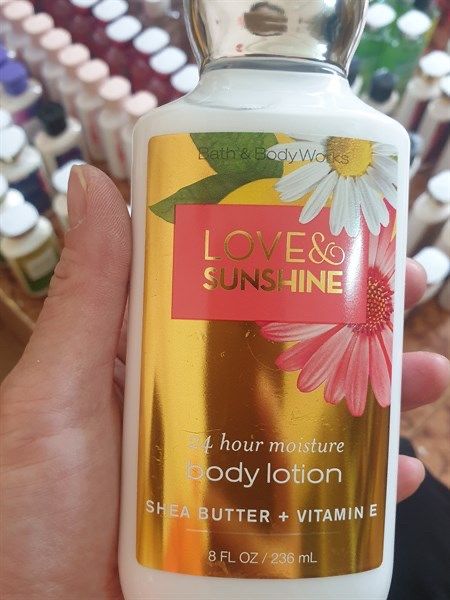 Bath & Body Works
LOVE &
SUNSHINE
24 hour moisture
body lotion
SHEA BUTTER + VITAMIN E
8 FL OZ / 236 mL